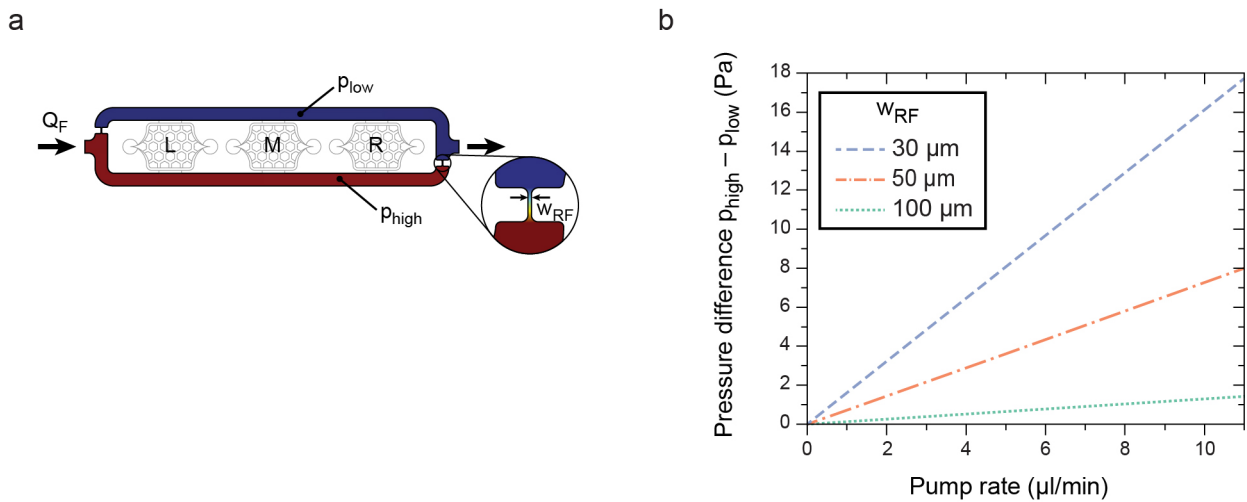 a
p_low
Q_F
L
M
R
p_high
w_RF
b
Pressure difference p_high – p_low (Pa)
18
16
14
12
10
8
6
4
2
0
w_RF
30 µm
50 µm
100 µm
0
2
4
6
8
10
Pump rate (µl/min)